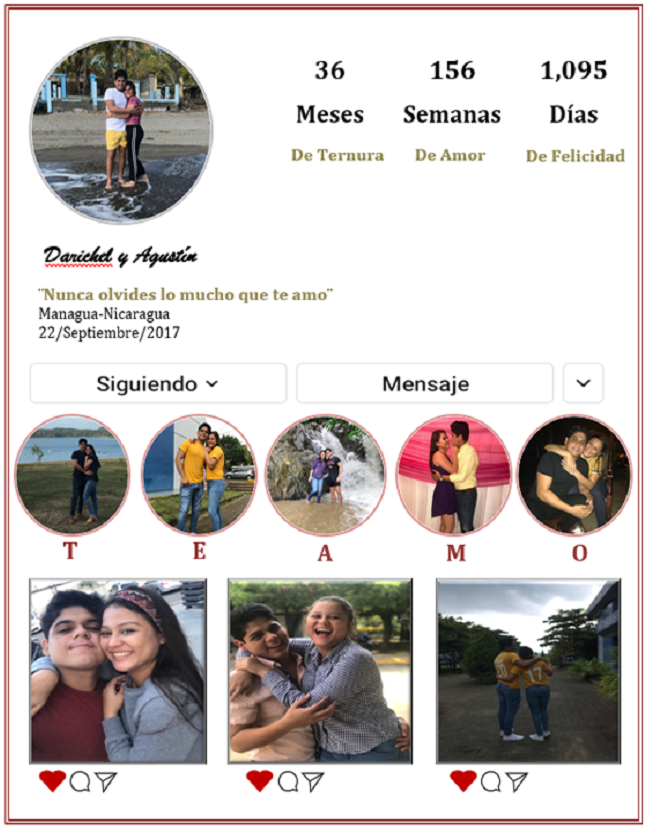 36
Meses
De Ternura
156
Semanas
De Amor
1,095
Días
De Felicidad
Darichel y Agustín
¨Nunca olvides lo mucho que te amo¨
Managua-Nicaragua
22/Septiembre/2017
Siguiendo
Mensaje
T E A M O